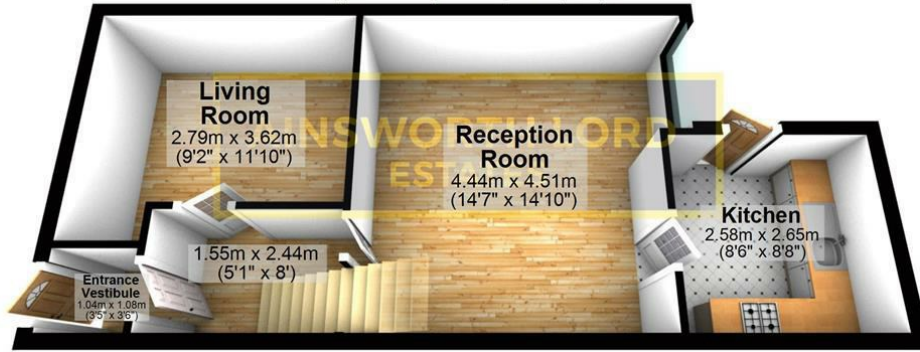 Living
Room
2.79m x 3.62m
(9'2" x 11'10")
Reception
Room
4.44m x 4.51m
(14'7" x 14'10")
Kitchen
2.58m x 2.65m
(8'6" x 8'8")
1.55m x 2.44m
(5'1" x 8')
Entrance
Vestibule
1.04m x 1.08m
(3'5" x 3'6")